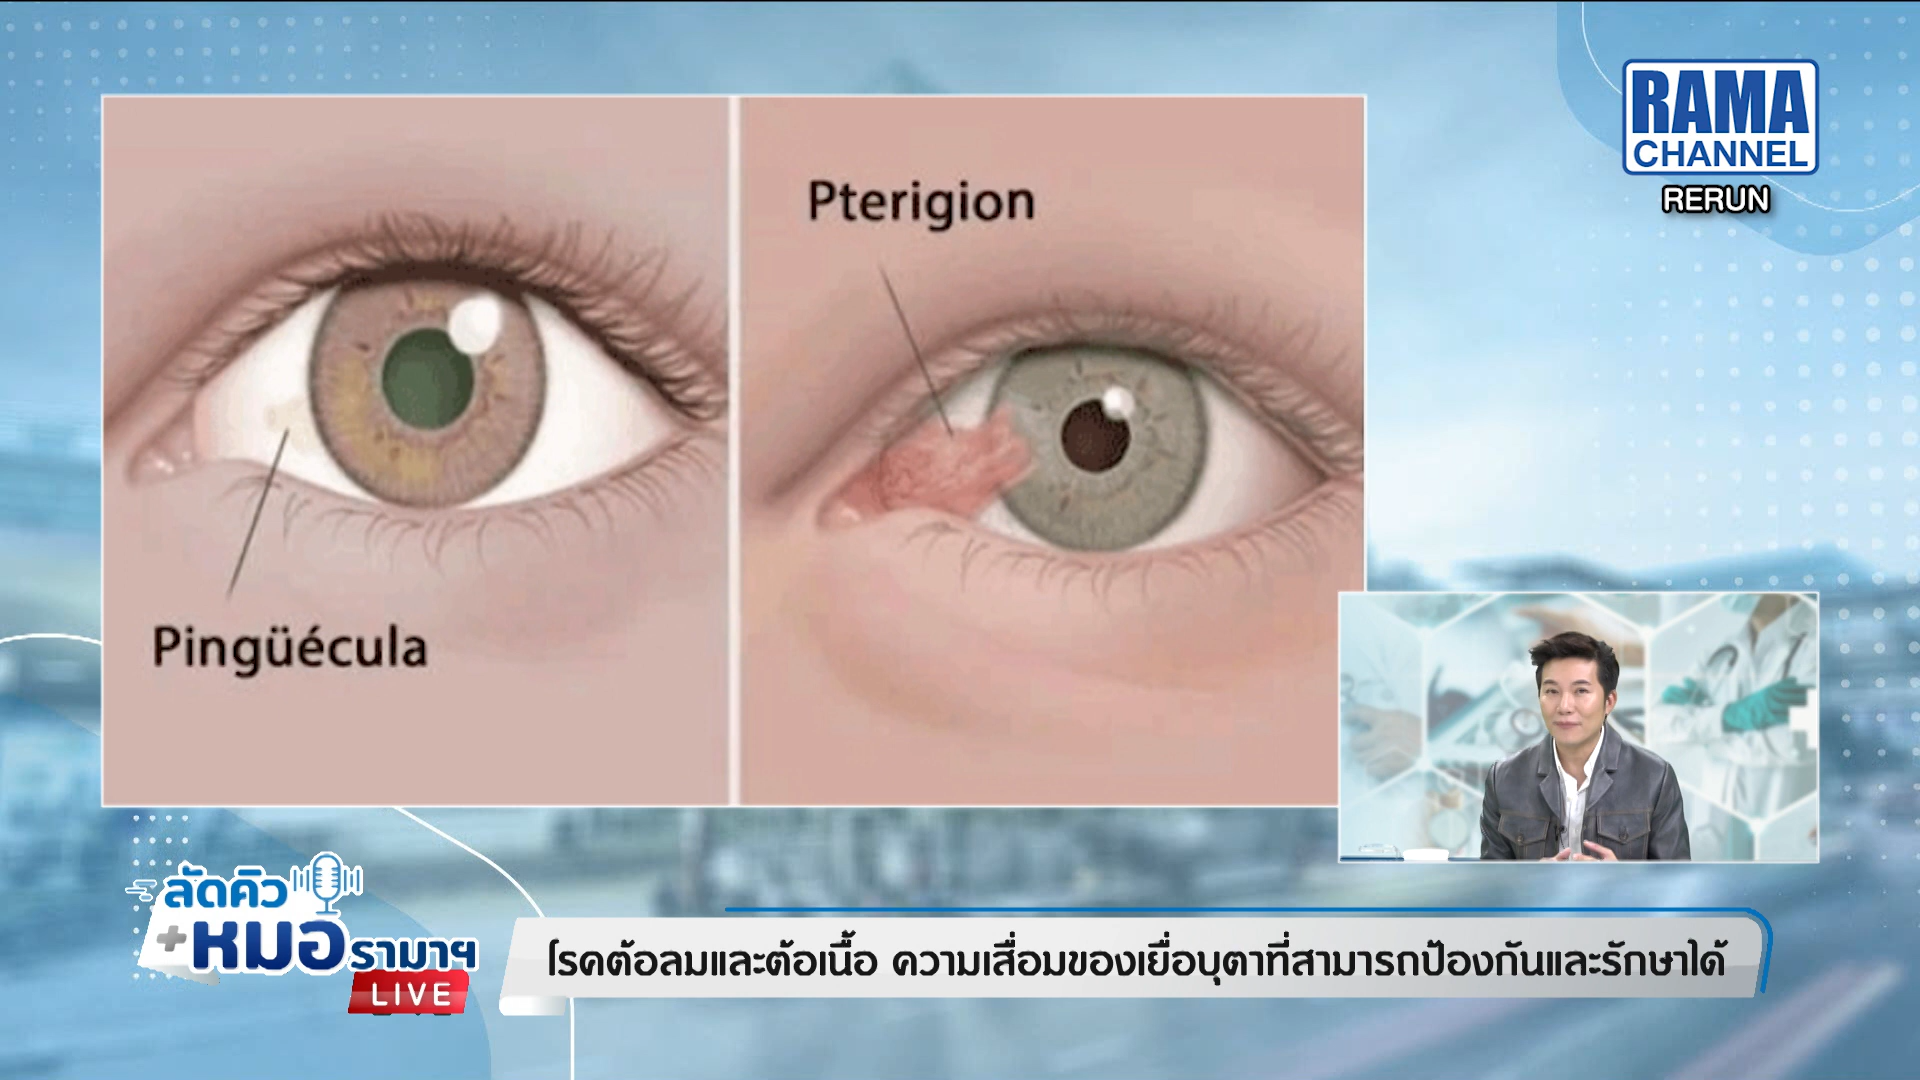 RAMA
CHANNEL
RERUN
Pterigion
Pingüécula
ลัดคิว
หมอรามาฯ
LIVE
โรคต้อลมและต้อเนื้อ ความเสื่อมของเยื่อบุตาที่สามารถป้องกันและรักษาได้